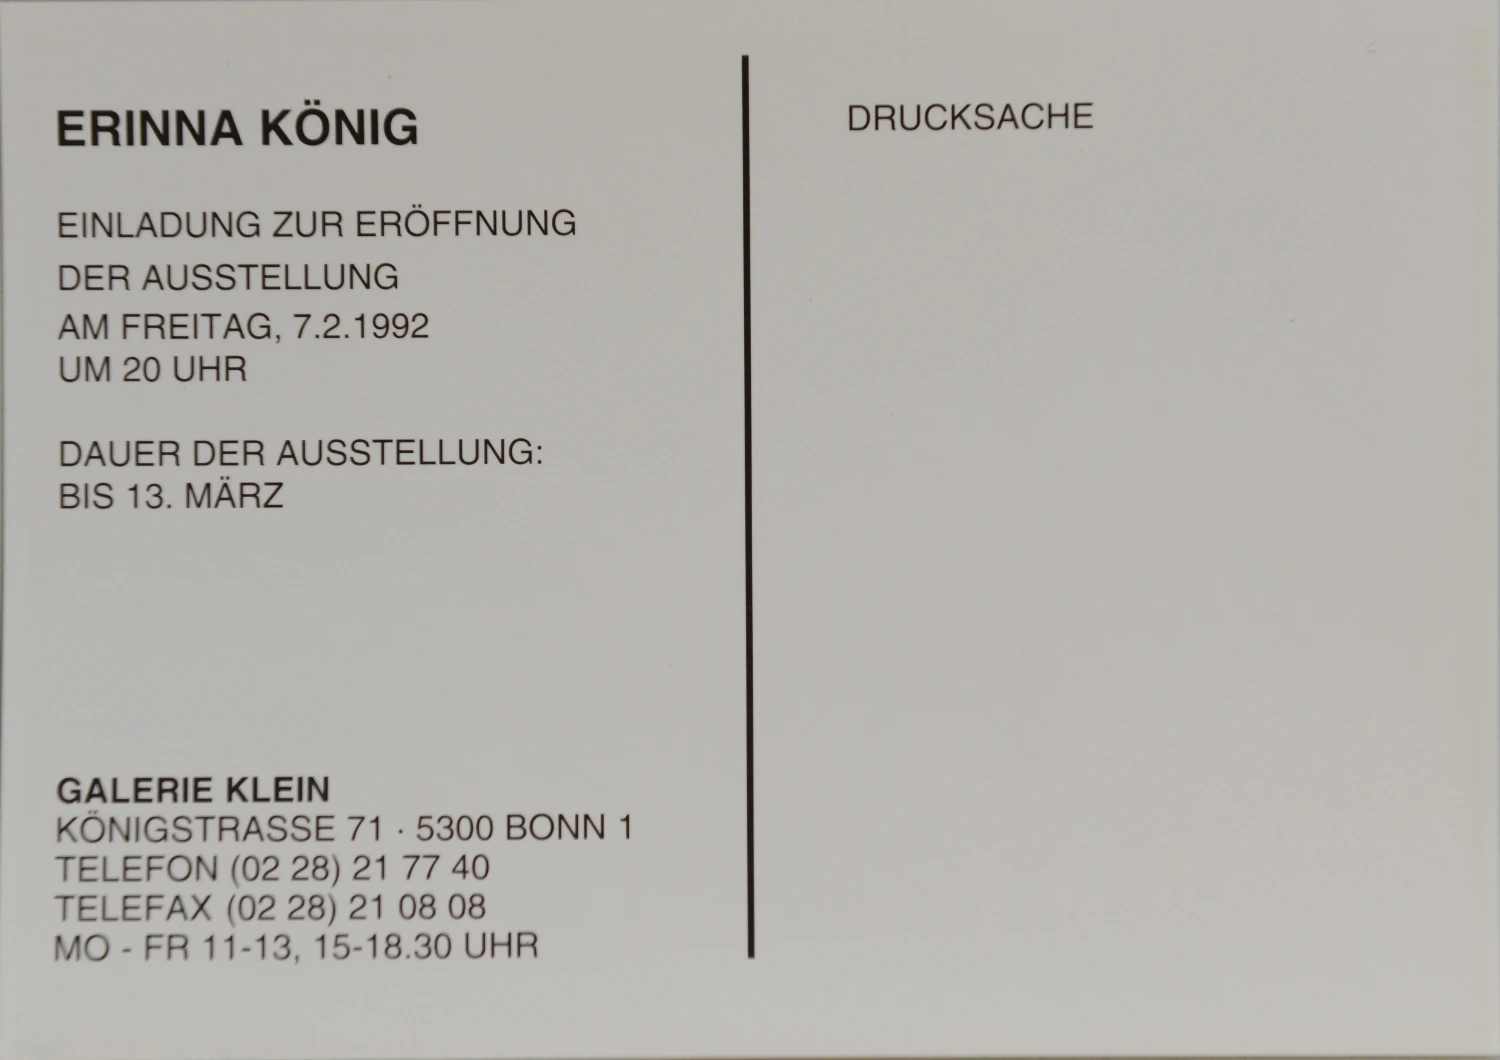 ERINNA KÖNIG
EINLADUNG ZUR ERÖFFNUNG
DER AUSSTELLUNG
AM FREITAG, 7.2.1992
UM 20 UHR
DAUER DER AUSSTELLUNG:
BIS 13. MÄRZ
GALERIE KLEIN
KÖNIGSTRASSE 71 · 5300 BONN 1
TELEFON (02 28) 21 77 40
TELEFAX (02 28) 21 08 08
MO - FR 11-13, 15-18.30 UHR
DRUCKSACHE